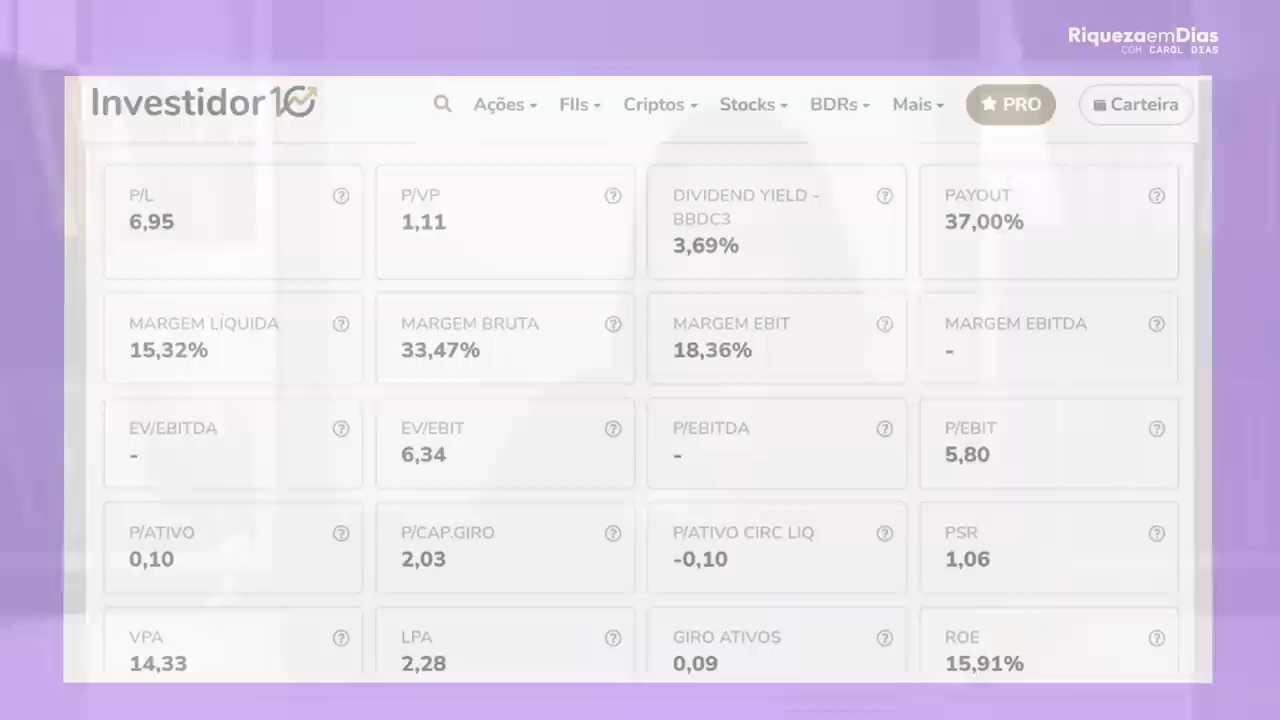 RiquezaemDias
COM CAROL DIAS
Investidor10
Ações
FIIs
Criptos
Stocks
BDRs
Mais
PRO
Carteira
P/L
6,95
P/VP
1,11
DIVIDEND YIELD -
BBDC3
3,69%
PAYOUT
37,00%
MARGEM LÍQUIDA
15,32%
MARGEM BRUTA
33,47%
MARGEM EBIT
18,36%
MARGEM EBITDA
-
EV/EBITDA
-
EV/EBIT
6,34
P/EBITDA
-
P/EBIT
5,80
P/ATIVO
0,10
P/CAP.GIRO
2,03
P/ATIVO CIRC LIQ
-0,10
PSR
1,06
VPA
14,33
LPA
2,28
GIRO ATIVOS
0,09
ROE
15,91%